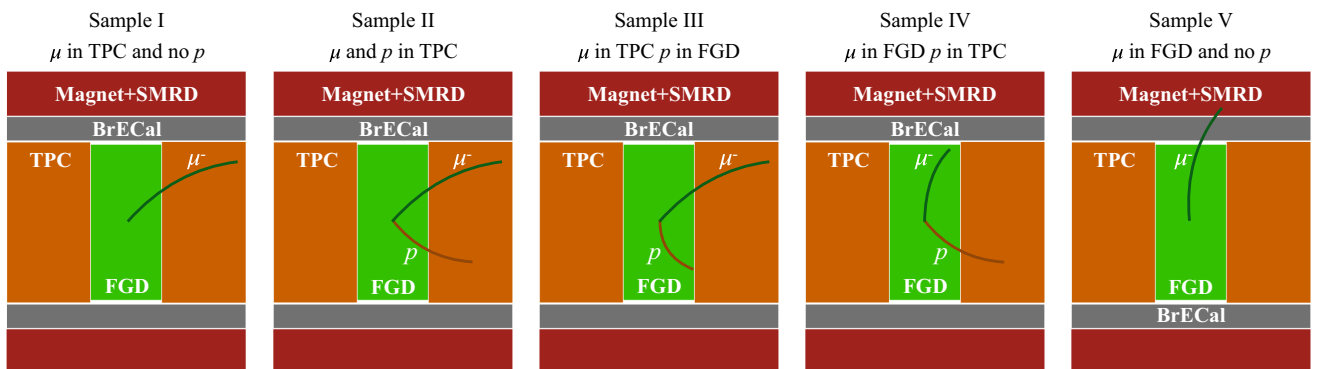 Sample I
μ in TPC and no p
Magnet+SMRD
BrECal
TPC
μ-
FGD
Sample II
μ and p in TPC
Magnet+SMRD
BrECal
TPC
μ-
p
FGD
Sample III
μ in TPC p in FGD
Magnet+SMRD
BrECal
TPC
μ-
p
FGD
Sample IV
μ in FGD p in TPC
Magnet+SMRD
BrECal
TPC
μ-
p
FGD
Sample V
μ in FGD and no p
Magnet+SMRD
TPC
μ-
FGD
BrECal